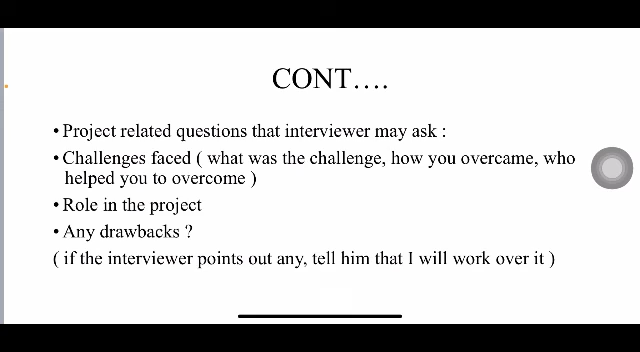 CONT....
• Project related questions that interviewer may ask :
• Challenges faced ( what was the challenge, how you overcame, who
helped you to overcome )
• Role in the project
• Any drawbacks ?
( if the interviewer points out any, tell him that I will work over it )